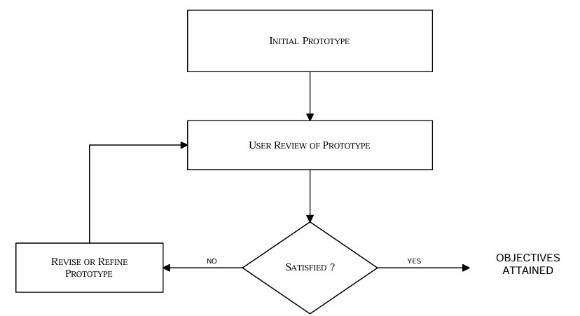 Initial Prototype
User Review of Prototype
Satisfied ?
NO
YES
Revise or Refine
Prototype
OBJECTIVES
ATTAINED